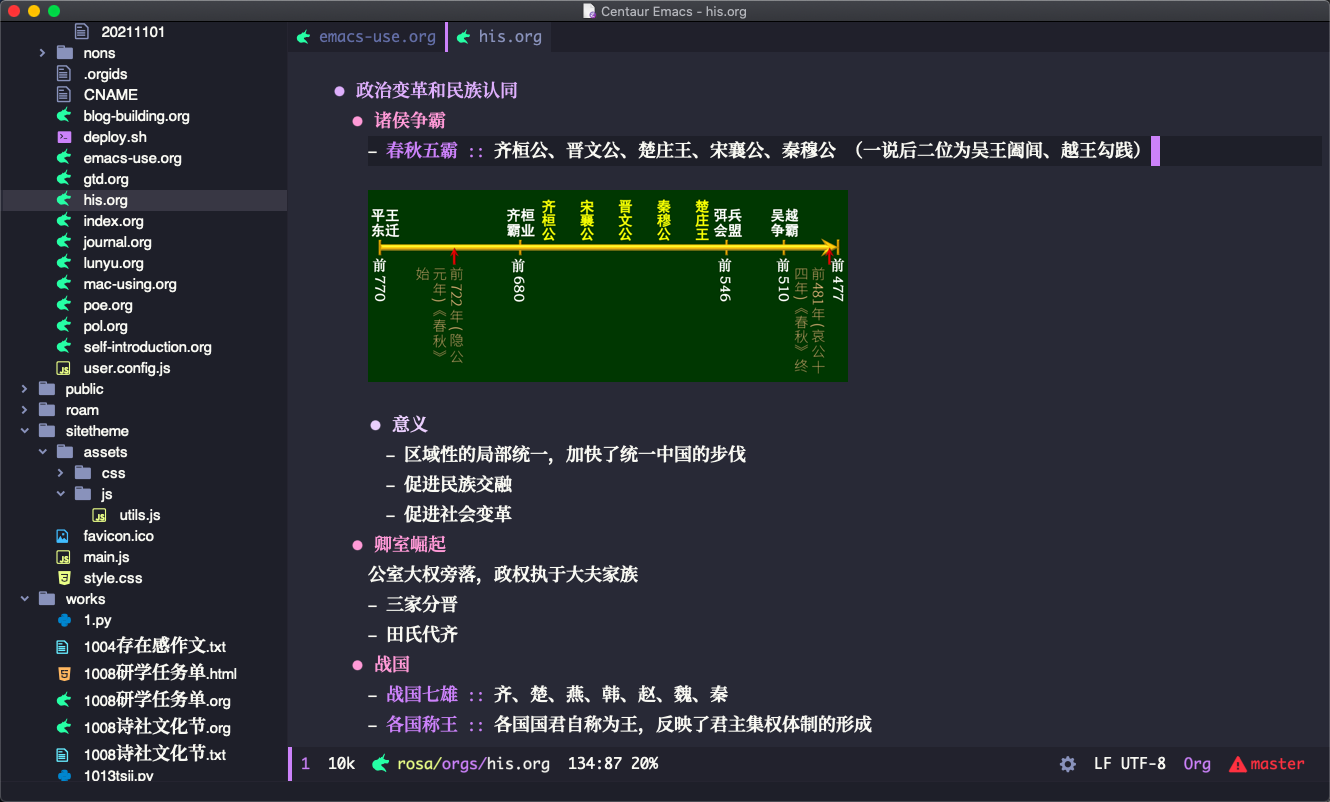 Centaur Emacs - his.org
20211101
nons
.orgids
CNAME
blog-building.org
deploy.sh
emacs-use.org
gtd.org
his.org
index.org
journal.org
lunyu.org
mac-using.org
poe.org
pol.org
self-introduction.org
user.config.js
public
roam
sitetheme
assets
css
js
utils.js
favicon.ico
main.js
style.css
works
1.py
1004存在感作文.txt
1008研学任务单.html
1008研学任务单.org
1008诗社文化节.org
1008诗社文化节.txt
1013tsji.py
emacs-use.org
his.org
政治变革和民族认同
诸侯争霸
– 春秋五霸 :: 齐桓公、晋文公、楚庄王、宋襄公、秦穆公 （一说后二位为吴王阖闾、越王勾践）
平王东迁
齐桓霸业
齐桓公
宋襄公
晋文公
秦穆公
楚庄王
弭兵会盟
吴越争霸
前770
前722年(隐公
元年)《春秋》
始
前680
前546
前510
前481年(哀公十
四年)《春秋》终
前477
意义
– 区域性的局部统一，加快了统一中国的步伐
– 促进民族交融
– 促进社会变革
卿室崛起
公室大权旁落，政权执于大夫家族
– 三家分晋
– 田氏代齐
战国
– 战国七雄 :: 齐、楚、燕、韩、赵、魏、秦
– 各国称王 :: 各国国君自称为王，反映了君主集权体制的形成
1 10k rosa/orgs/his.org 134:87 20% LF UTF-8 Org master